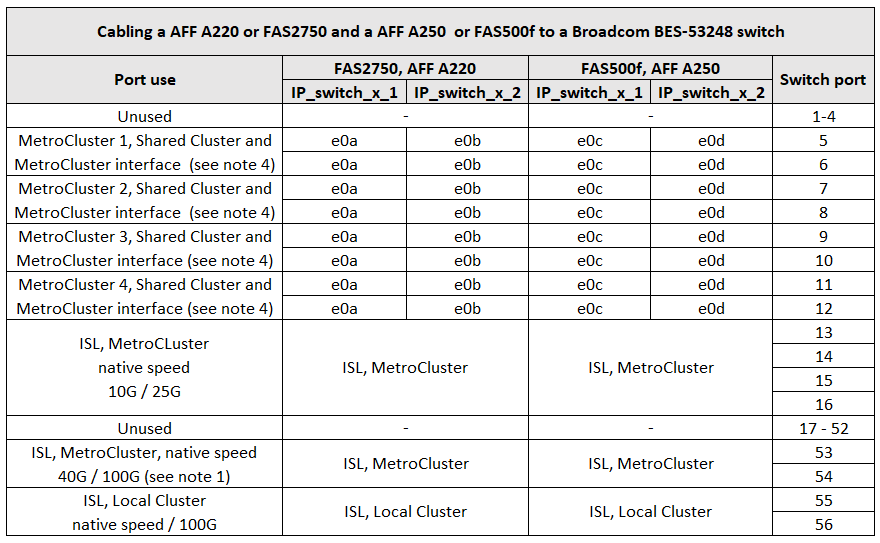 Cabling a AFF A220 or FAS2750 and a AFF A250  or FAS500f to a Broadcom BES-53248 switch
Port use FAS2750, AFF A220 FAS500f, AFF A250 Switch port
IP_switch_x_1 IP_switch_x_2 IP_switch_x_1 IP_switch_x_2
Unused - - 1-4
MetroCluster 1, Shared Cluster and e0a e0b e0c e0d 5
MetroCluster interface  (see note 4) e0a e0b e0c e0d 6
MetroCluster 2, Shared Cluster and e0a e0b e0c e0d 7
MetroCluster interface  (see note 4) e0a e0b e0c e0d 8
MetroCluster 3, Shared Cluster and e0a e0b e0c e0d 9
MetroCluster interface (see note 4) e0a e0b e0c e0d 10
MetroCluster 4, Shared Cluster and e0a e0b e0c e0d 11
MetroCluster interface (see note 4) e0a e0b e0c e0d 12
ISL, MetroCLuster
native speed
10G / 25G
ISL, MetroCluster
ISL, MetroCluster
13
14
15
16
Unused - - 17 - 52
ISL, MetroCluster, native speed
40G / 100G (see note 1)
ISL, MetroCluster
ISL, MetroCluster
53
54
ISL, Local Cluster
native speed / 100G
ISL, Local Cluster
ISL, Local Cluster
55
56